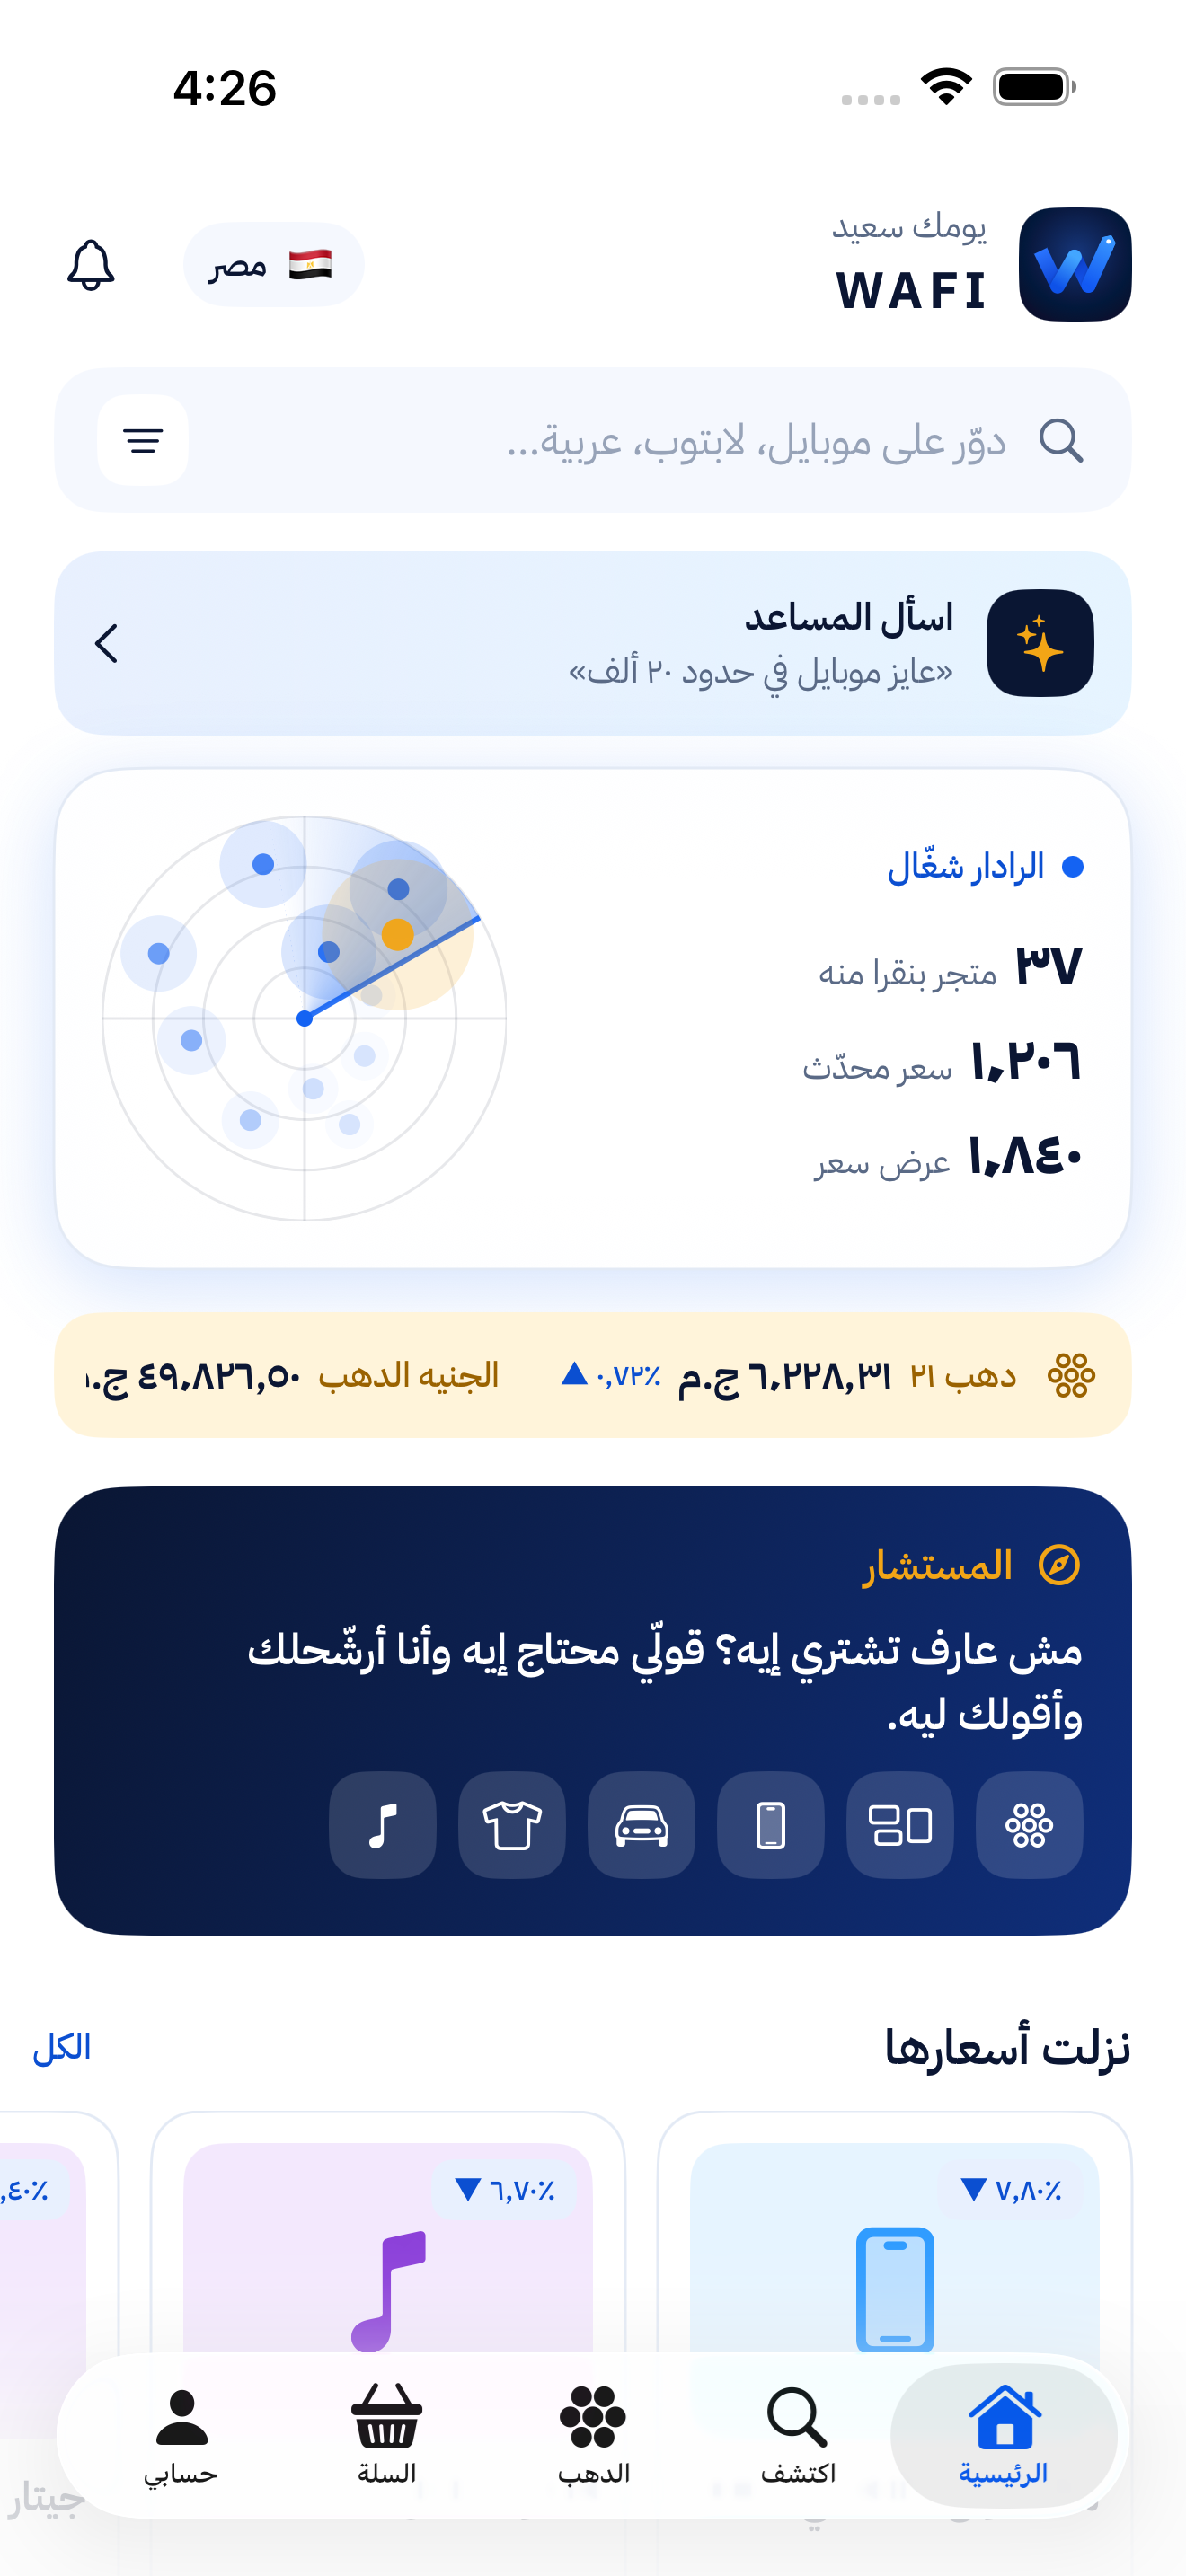 4:26
يومك سعيد
WAFI
مصر
دوّر على موبايل، لابتوب، عربية...
اسأل المساعد
«عايز موبايل في حدود ٢٠ ألف»
الرادار شغّال
٣٧ متجر بنقرا منه
١,٢٠٦ سعر محدّث
١,٨٤٠ عرض سعر
دهب ٢١ ٦,٢٢٨,٣١ ج.م ٠,٧٢٪ ▲ الجنيه الدهب ٤٩,٨٢٦,٥٠ ج.م
المستشار
مش عارف تشتري إيه؟ قولّي محتاج إيه وأنا أرشّحلك
وأقولك ليه.
نزلت أسعارها
الكل
٧,٨٠٪ ▼
٦,٧٠٪ ▼
جيتار
الرئيسية
اكتشف
الدهب
السلة
حسابي